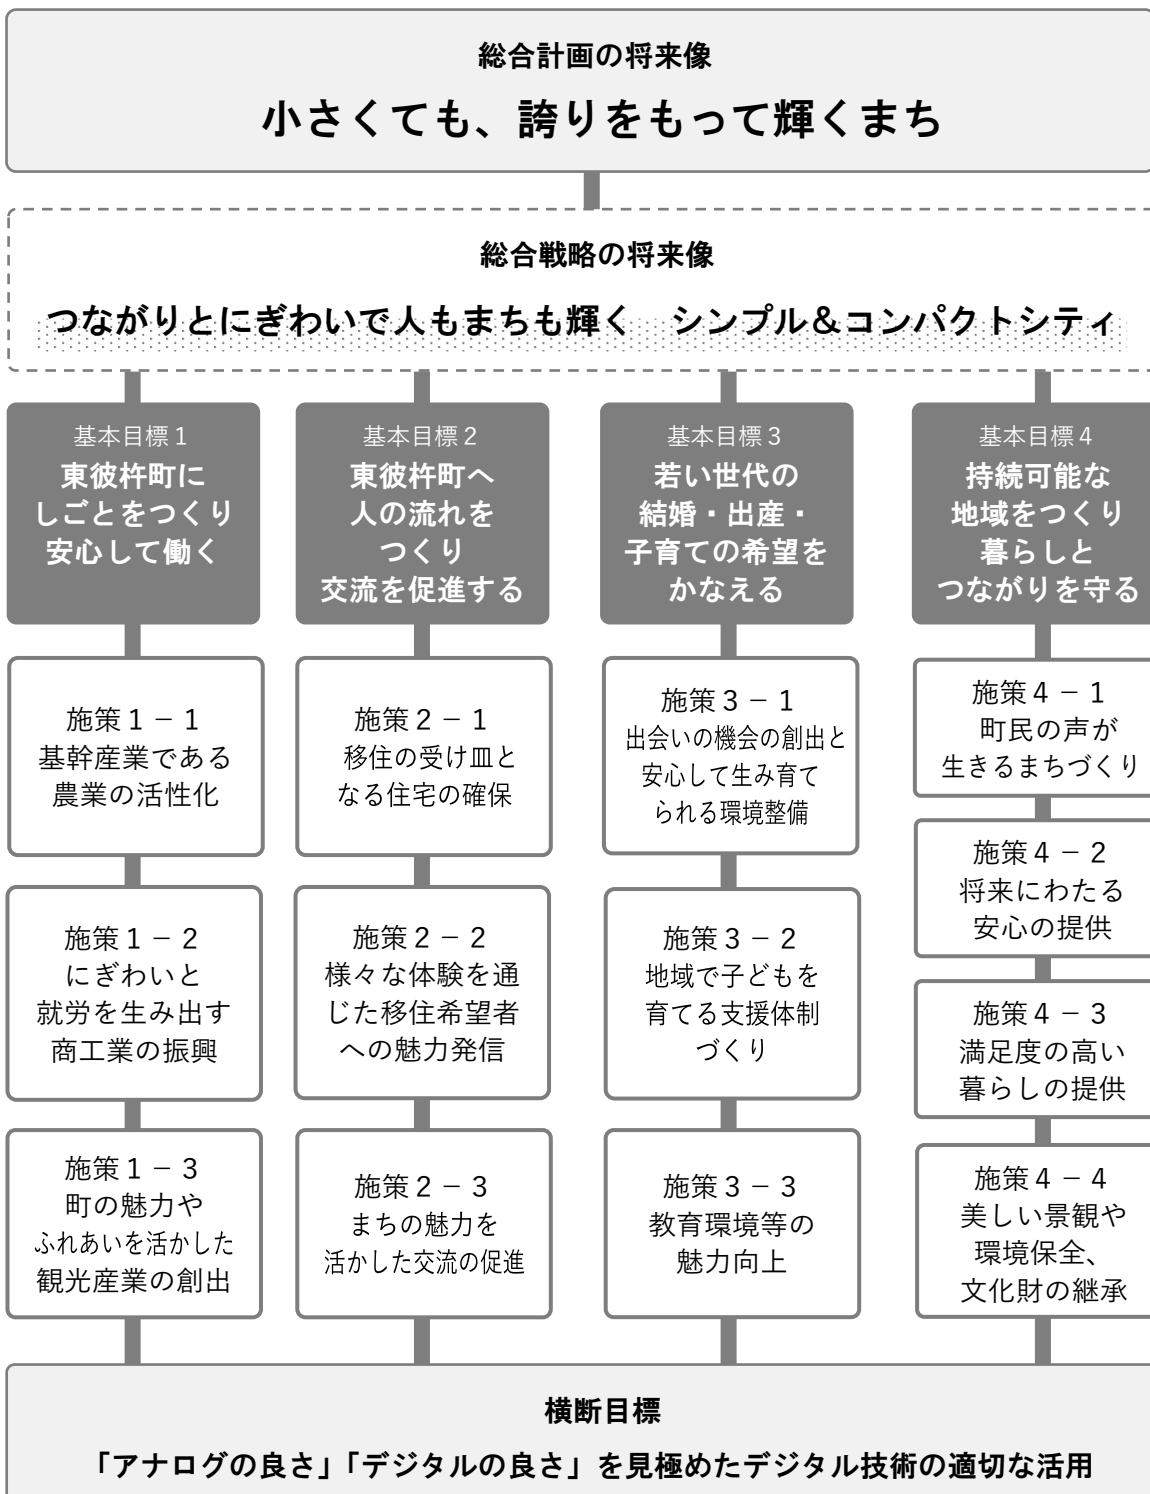 総合計画の将来像
小さくても、誇りをもって輝くまち
総合戦略の将来像
つながりとにぎわいで人もまちも輝く　シンプル＆コンパクトシティ
基本目標１
東彼杵町に
しごとをつくり
安心して働く
施策１－１
基幹産業である
農業の活性化
施策１－２
にぎわいと
就労を生み出す
商工業の振興
施策１－３
町の魅力や
ふれあいを活かした
観光産業の創出
基本目標２
東彼杵町へ
人の流れを
つくり
交流を促進する
施策２－１
移住の受け皿と
なる住宅の確保
施策２－２
様々な体験を通
じた移住希望者
への魅力発信
施策２－３
まちの魅力を
活かした交流の促進
基本目標３
若い世代の
結婚・出産・
子育ての希望を
かなえる
施策３－１
出会いの機会の創出と
安心して生み育て
られる環境整備
施策３－２
地域で子どもを
育てる支援体制
づくり
施策３－３
教育環境等の
魅力向上
基本目標４
持続可能な
地域をつくり
暮らしと
つながりを守る
施策４－１
町民の声が
生きるまちづくり
施策４－２
将来にわたる
安心の提供
施策４－３
満足度の高い
暮らしの提供
施策４－４
美しい景観や
環境保全、
文化財の継承
横断目標
「アナログの良さ」「デジタルの良さ」を見極めたデジタル技術の適切な活用